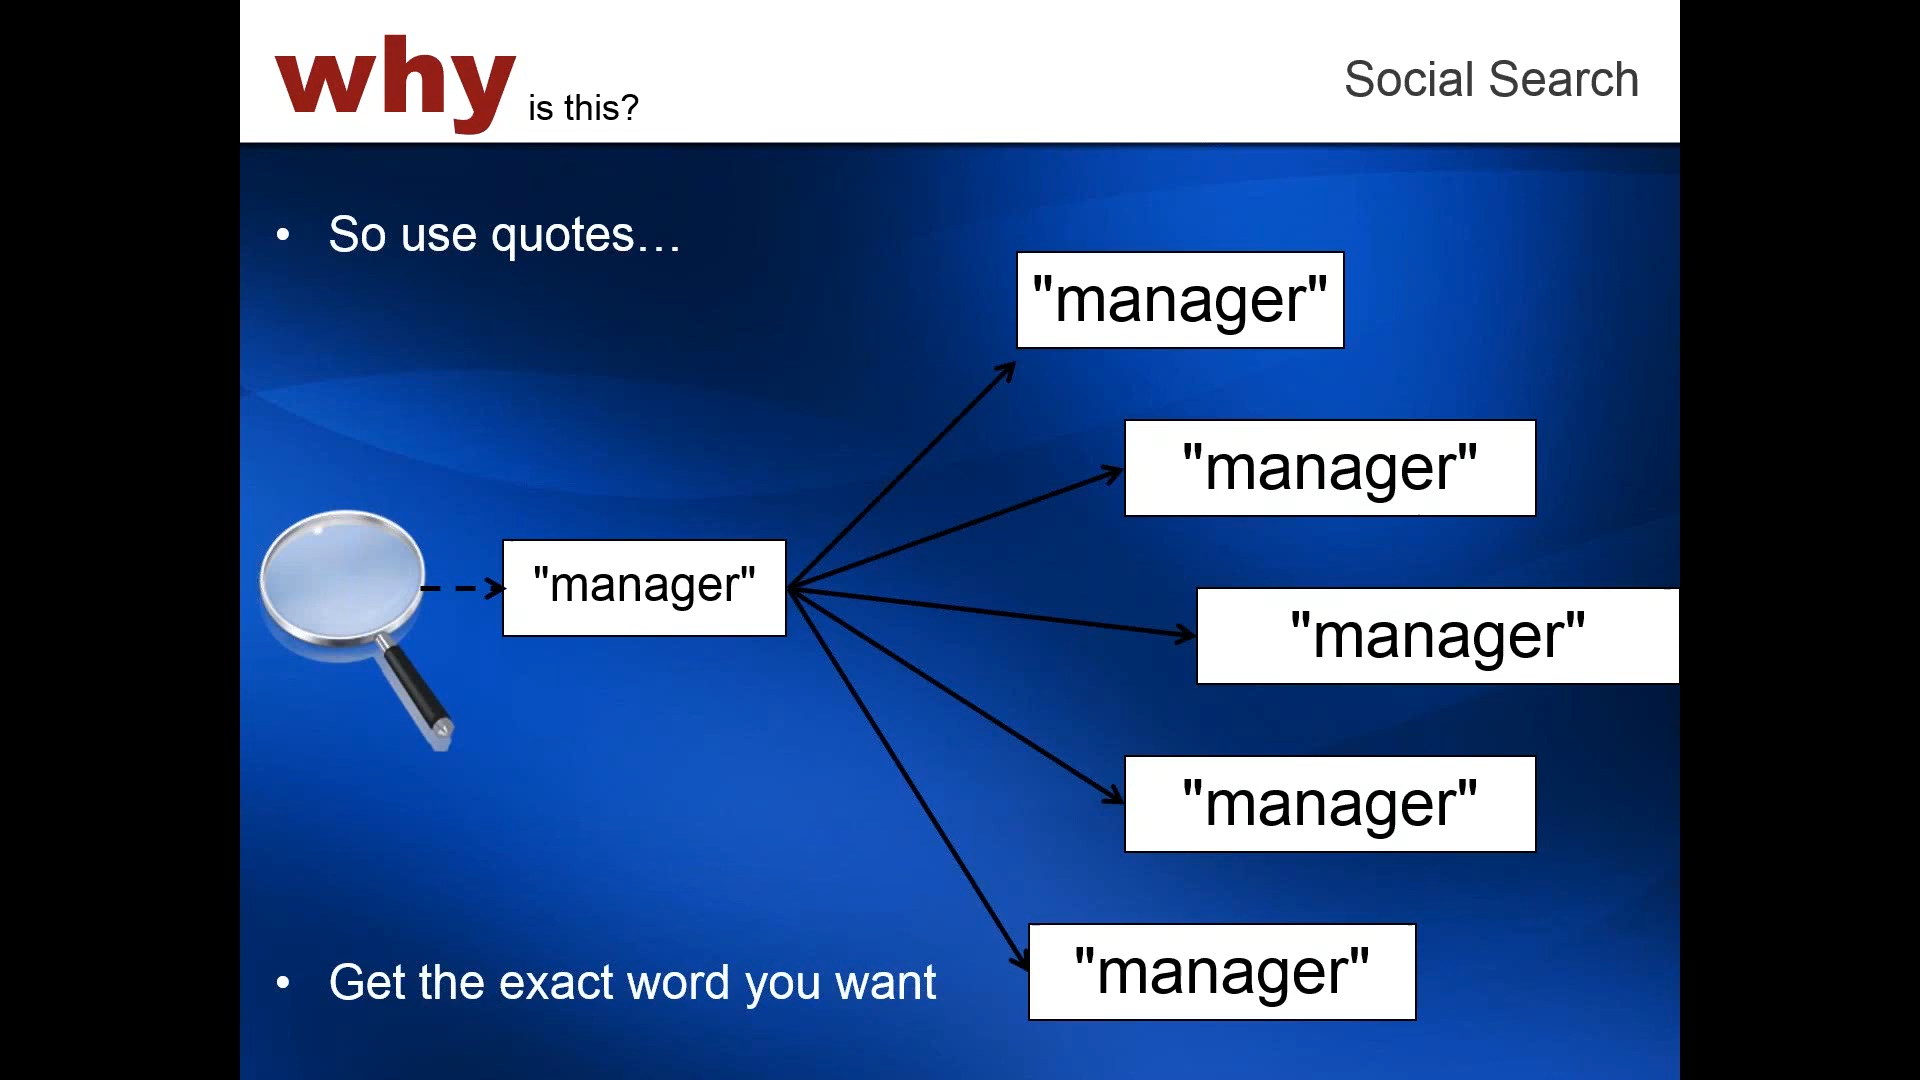 why is this?
Social Search
• So use quotes…
"manager"
"manager"
"manager"
"manager"
"manager"
"manager"
• Get the exact word you want